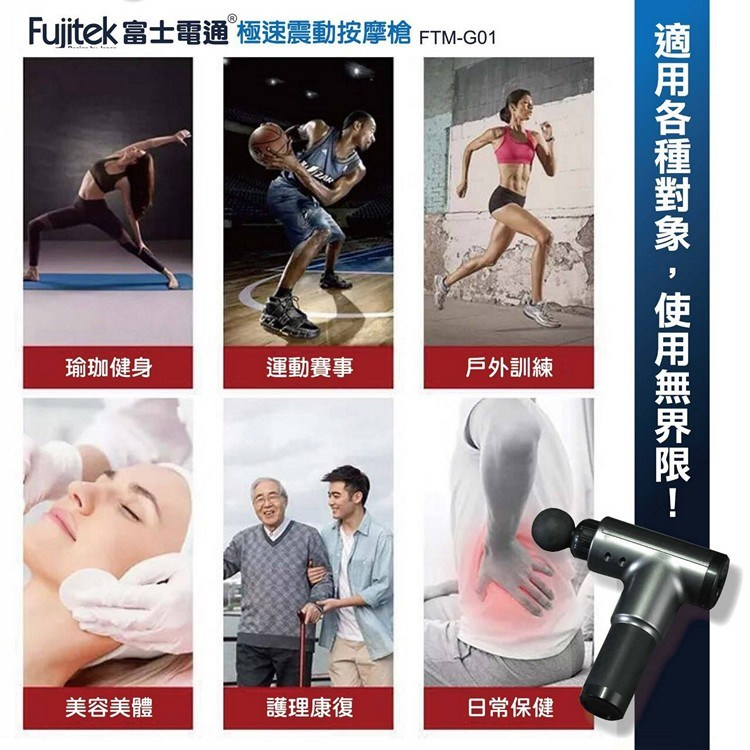 Fujitek富士電通® 極速震動按摩槍 FTM-G01
適用各種對象，使用無界限！
瑜珈健身
運動賽事
戶外訓練
美容美體
護理康復
日常保健